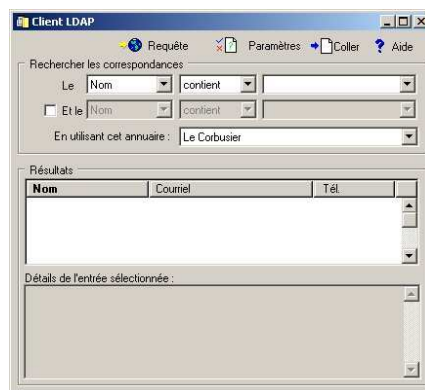 Client LDAP
Requête Paramètres Coller ? Aide
Rechercher les correspondances
Le Nom contient
Et le Nom contient
En utilisant cet annuaire : Le Corbusier
Résultats
Nom Courriel Tél.
Détails de l'entrée sélectionnée :